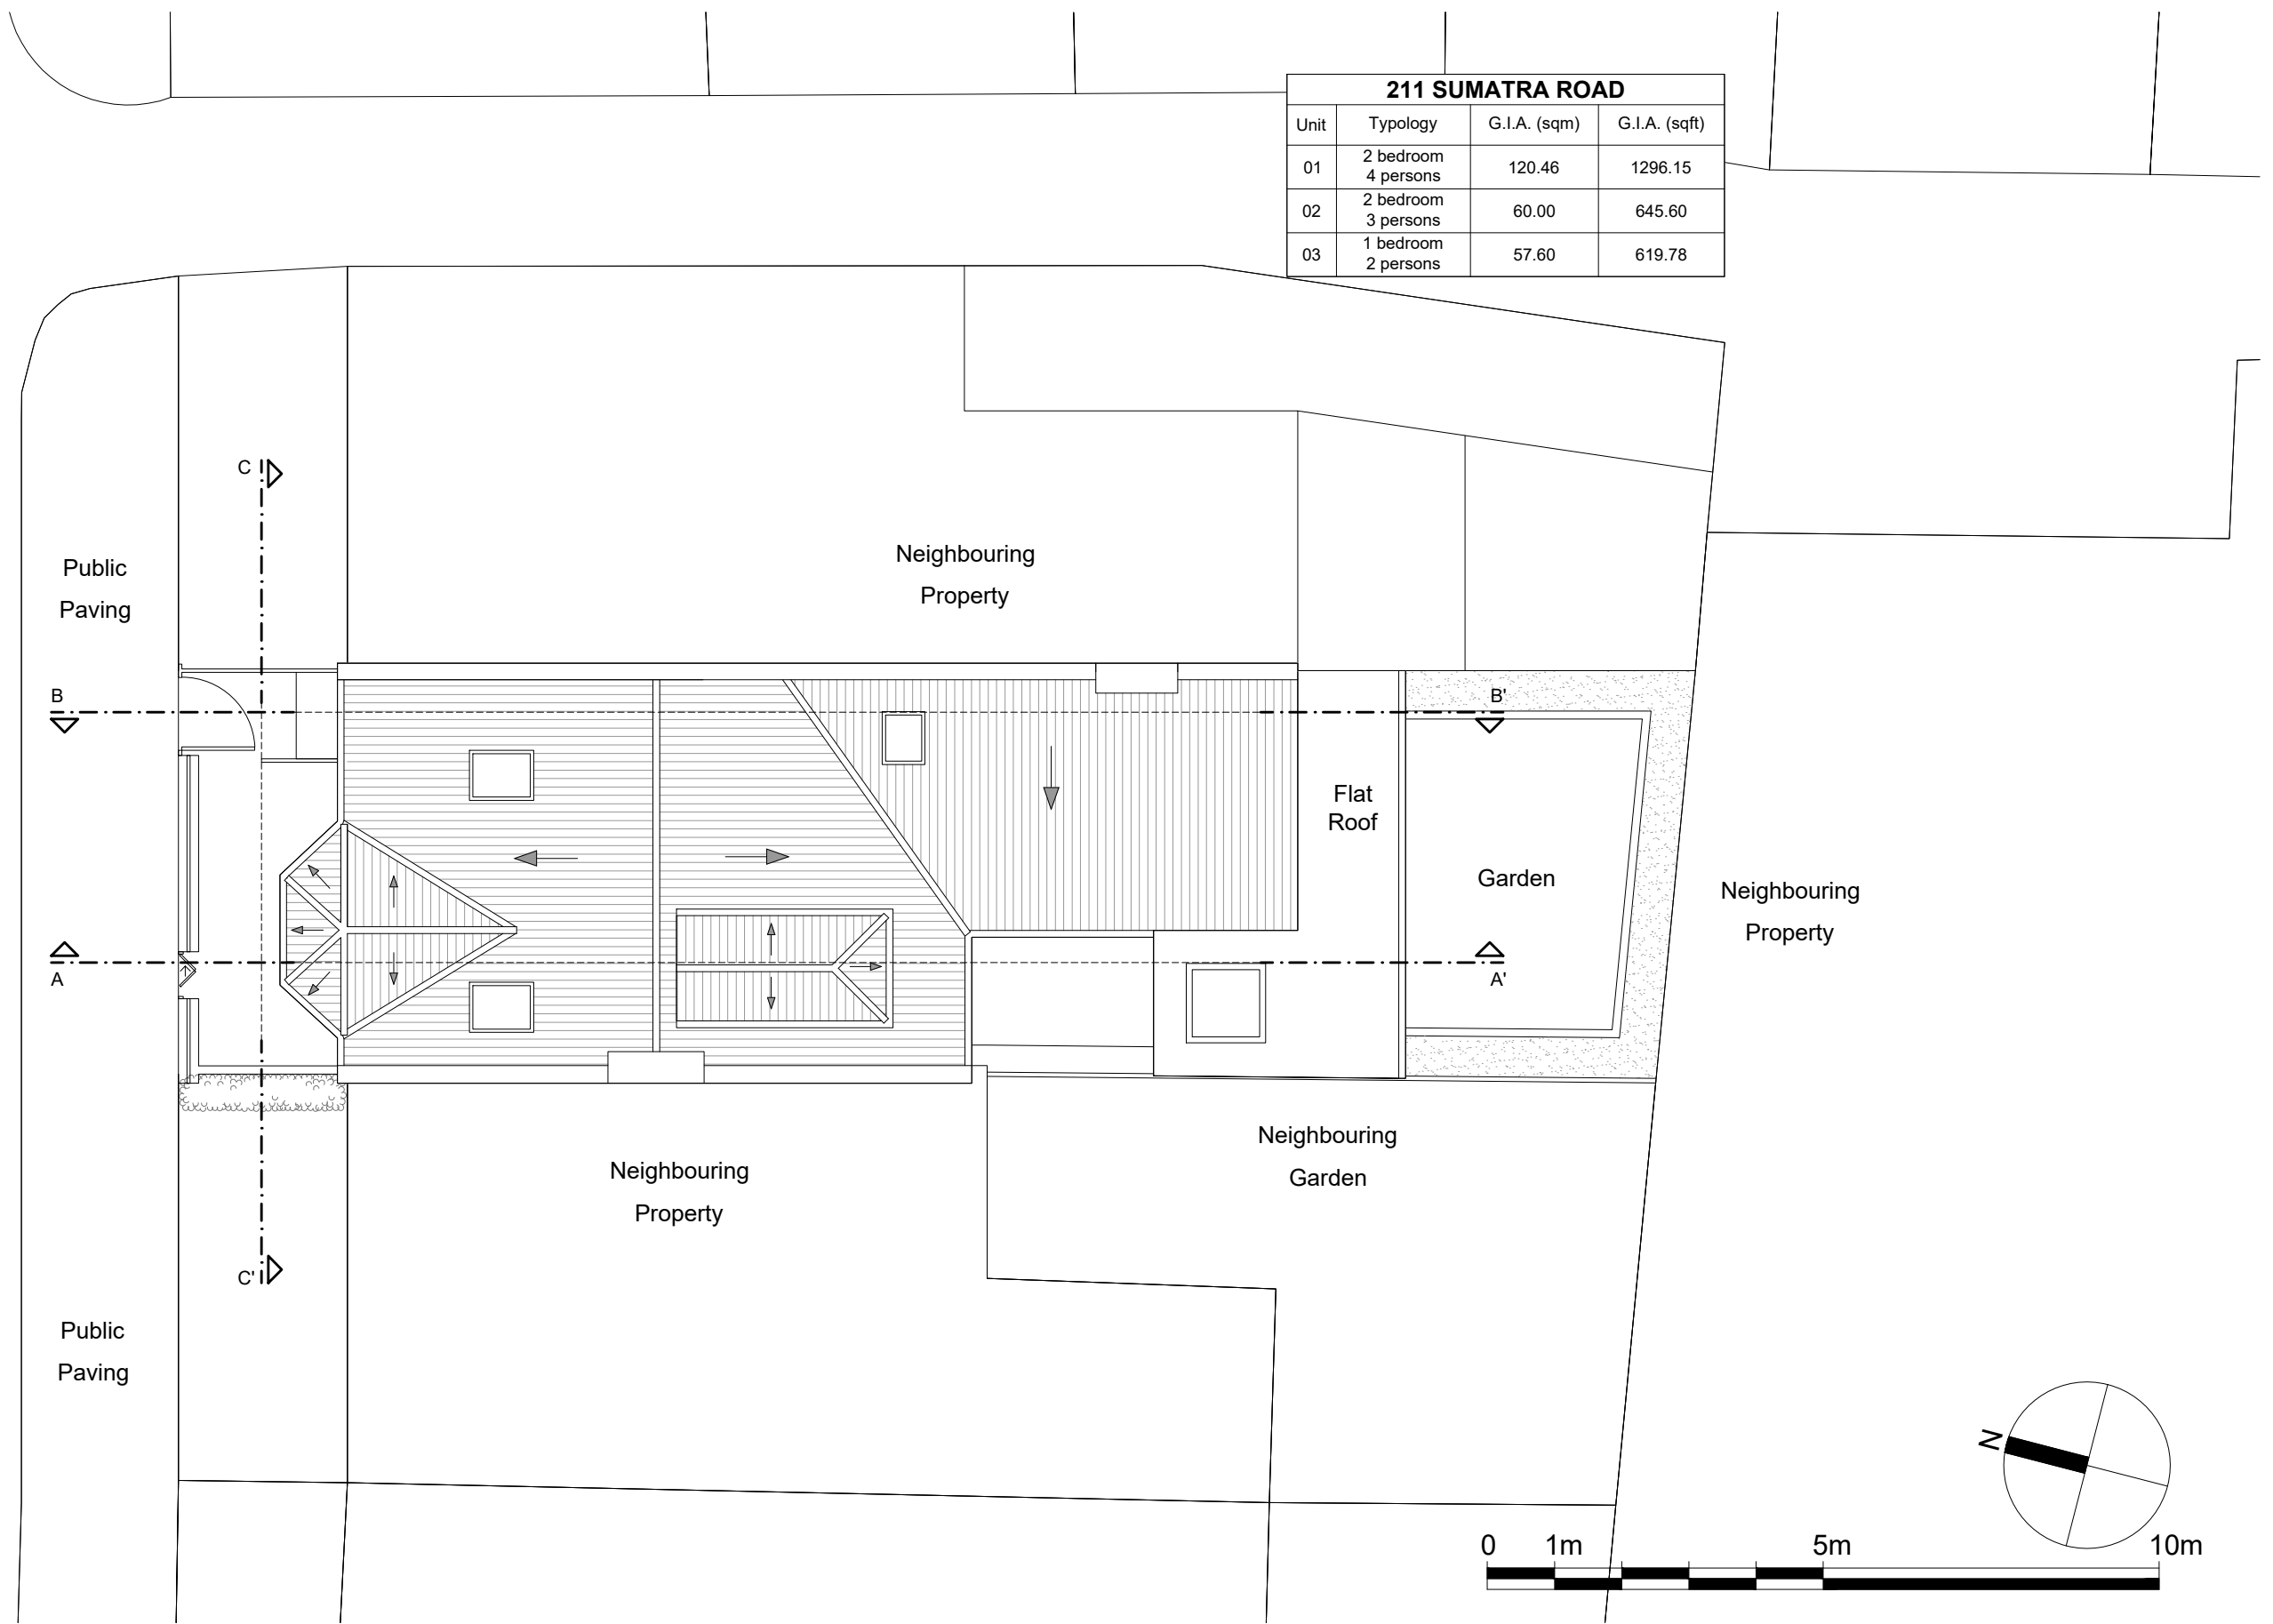 211 SUMATRA ROAD
Unit Typology G.I.A. (sqm) G.I.A. (sqft)
01 2 bedroom 4 persons 120.46 1296.15
02 2 bedroom 3 persons 60.00 645.60
03 1 bedroom 2 persons 57.60 619.78
C
Public
Paving
Neighbouring
Property
B
B'
Flat
Roof
Garden
Neighbouring
Property
A
A'
Neighbouring
Garden
Neighbouring
Property
C'
Public
Paving
N
0 1m 5m 10m